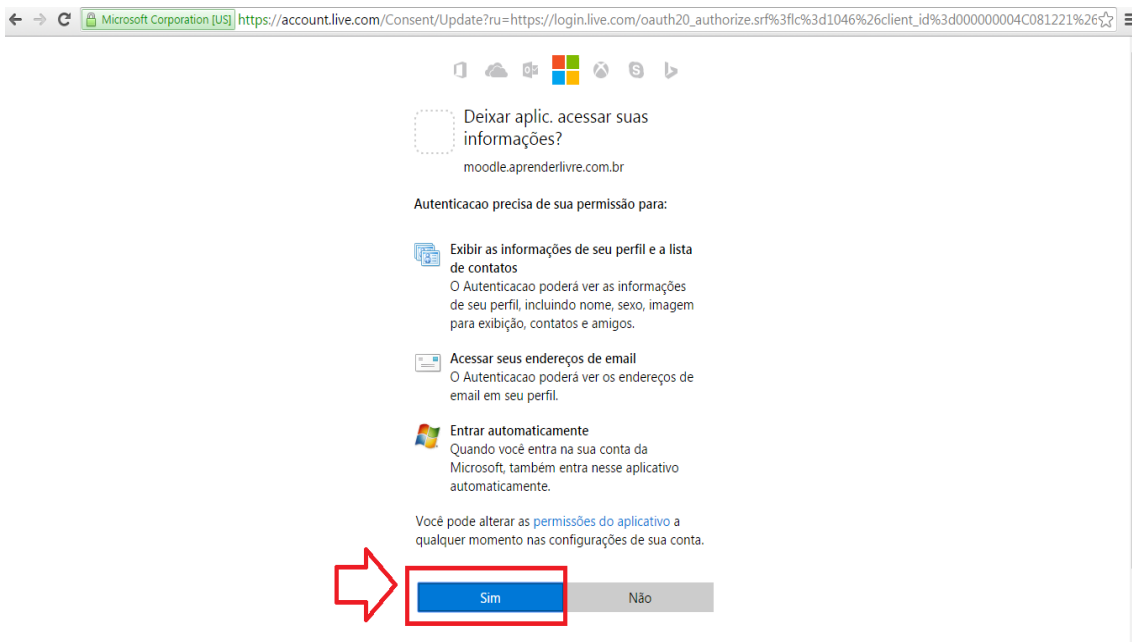 Microsoft Corporation [US] https://account.live.com/Consent/Update?ru=https://login.live.com/oauth20_authorize.srf%3flc%3d1046%26client_id%3d000000004C081221%26
Deixar aplic. acessar suas
informações?
moodle.aprenderlivre.com.br
Autenticacao precisa de sua permissão para:
Exibir as informações de seu perfil e a lista
de contatos
O Autenticacao poderá ver as informações
de seu perfil, incluindo nome, sexo, imagem
para exibição, contatos e amigos.
Acessar seus endereços de email
O Autenticacao poderá ver os endereços de
email em seu perfil.
Entrar automaticamente
Quando você entra na sua conta da
Microsoft, também entra nesse aplicativo
automaticamente.
Você pode alterar as permissões do aplicativo a
qualquer momento nas configurações de sua conta.
Sim Não